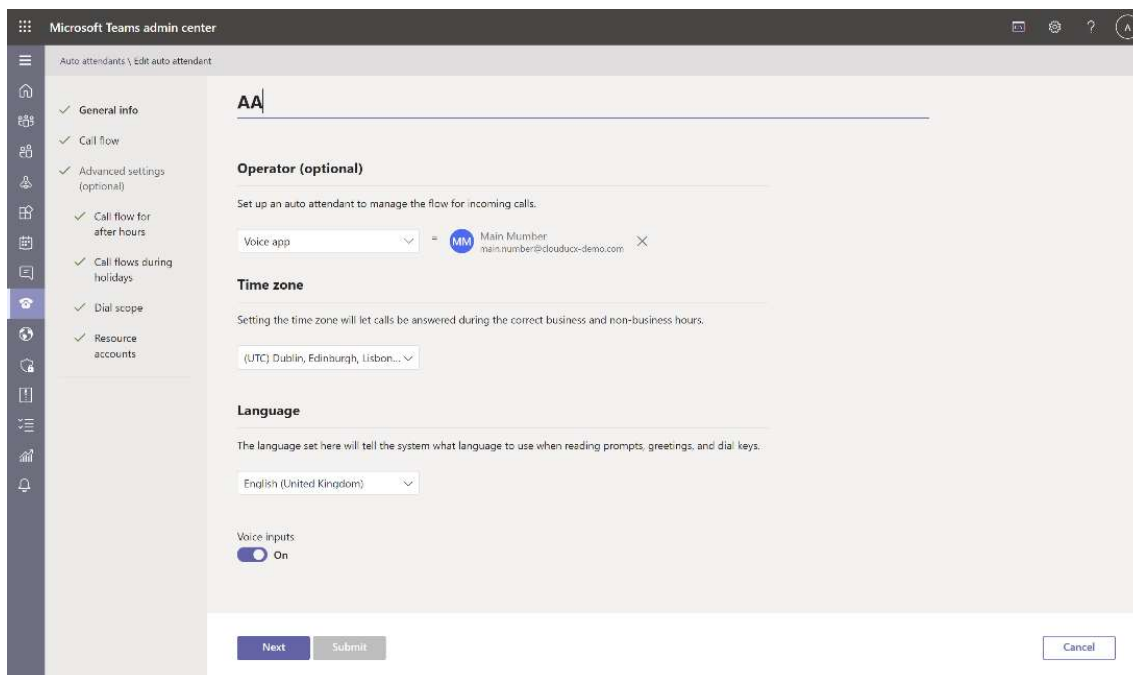 Microsoft Teams admin center
A
Auto attendants \ Edit auto attendant
General info
Call flow
Advanced settings
(optional)
Call flow for
after hours
Call flows during
holidays
Dial scope
Resource
accounts
AA
Operator (optional)
Set up an auto attendant to manage the flow for incoming calls.
Voice app
=
MM
Main Mumber
main.number@clouducx-demo.com
Time zone
Setting the time zone will let calls be answered during the correct business and non-business hours.
(UTC) Dublin, Edinburgh, Lisbon...
Language
The language set here will tell the system what language to use when reading prompts, greetings, and dial keys.
English (United Kingdom)
Voice inputs
On
Next
Submit
Cancel